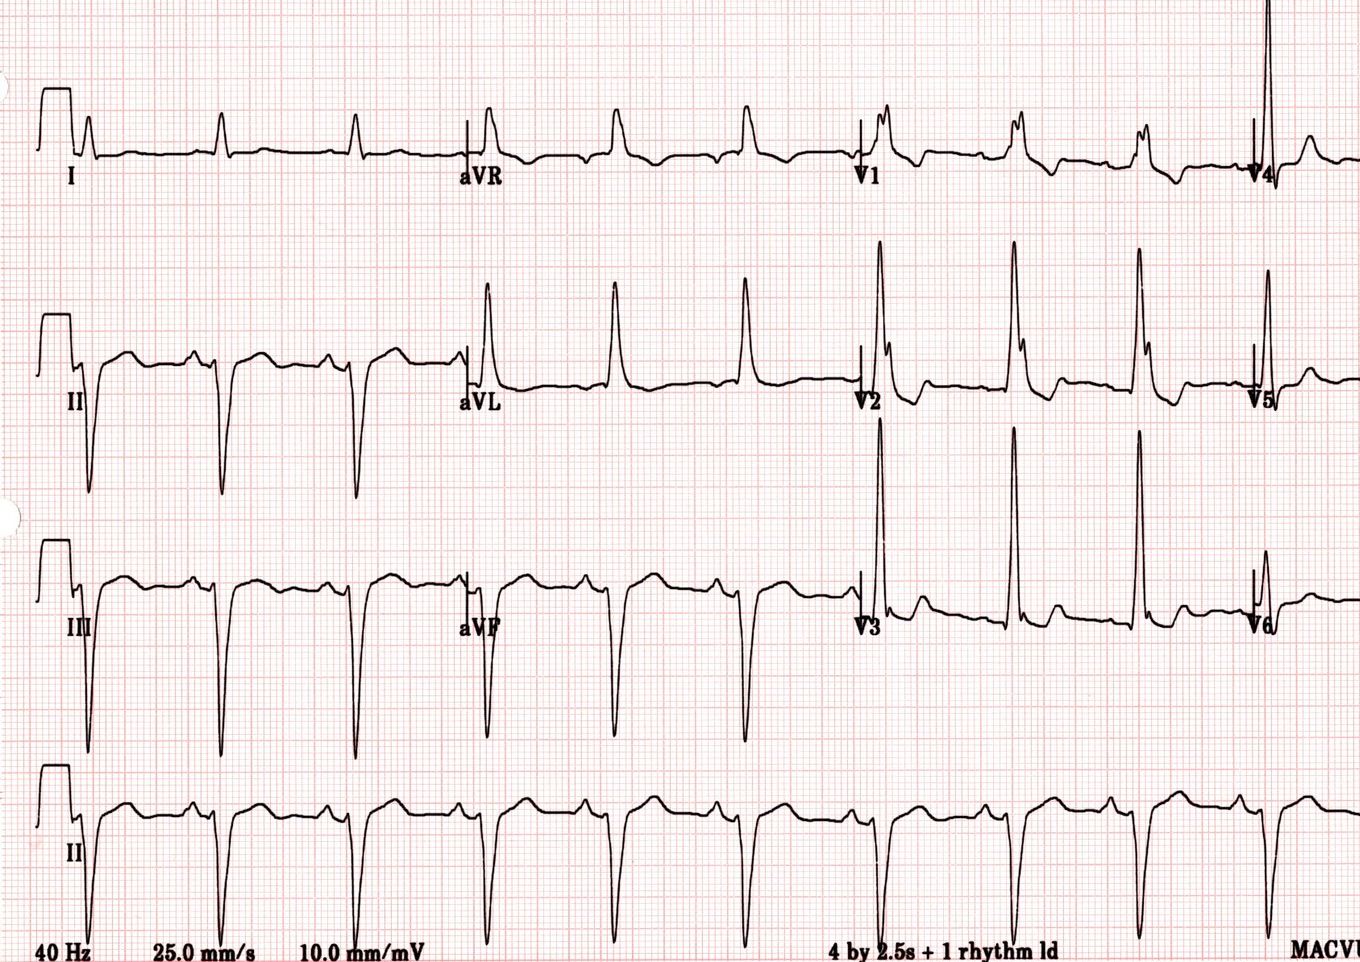 I aVR V1 V4
II aVL V2 V5
III aVF V3 V6
II
40 Hz 25.0 mm/s 10.0 mm/mV 4 by 2.5s + 1 rhythm ld